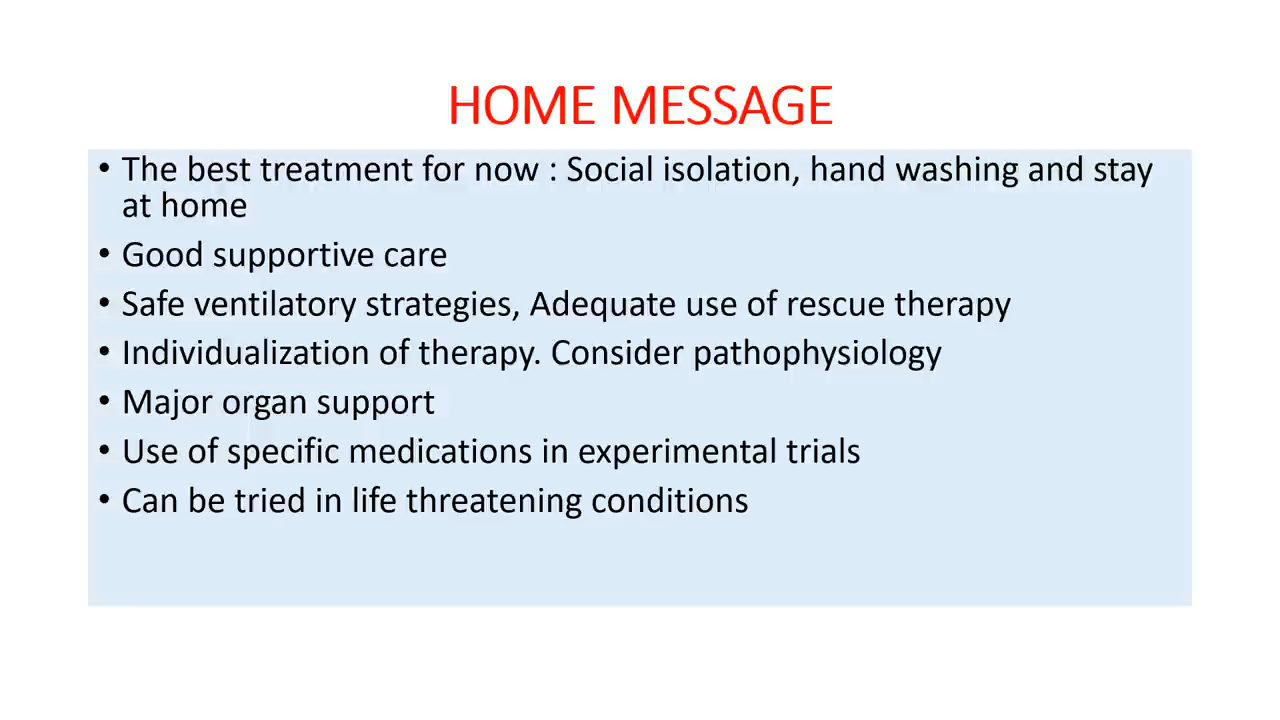 HOME MESSAGE
• The best treatment for now : Social isolation, hand washing and stay
at home
• Good supportive care
• Safe ventilatory strategies, Adequate use of rescue therapy
• Individualization of therapy. Consider pathophysiology
• Major organ support
• Use of specific medications in experimental trials
• Can be tried in life threatening conditions